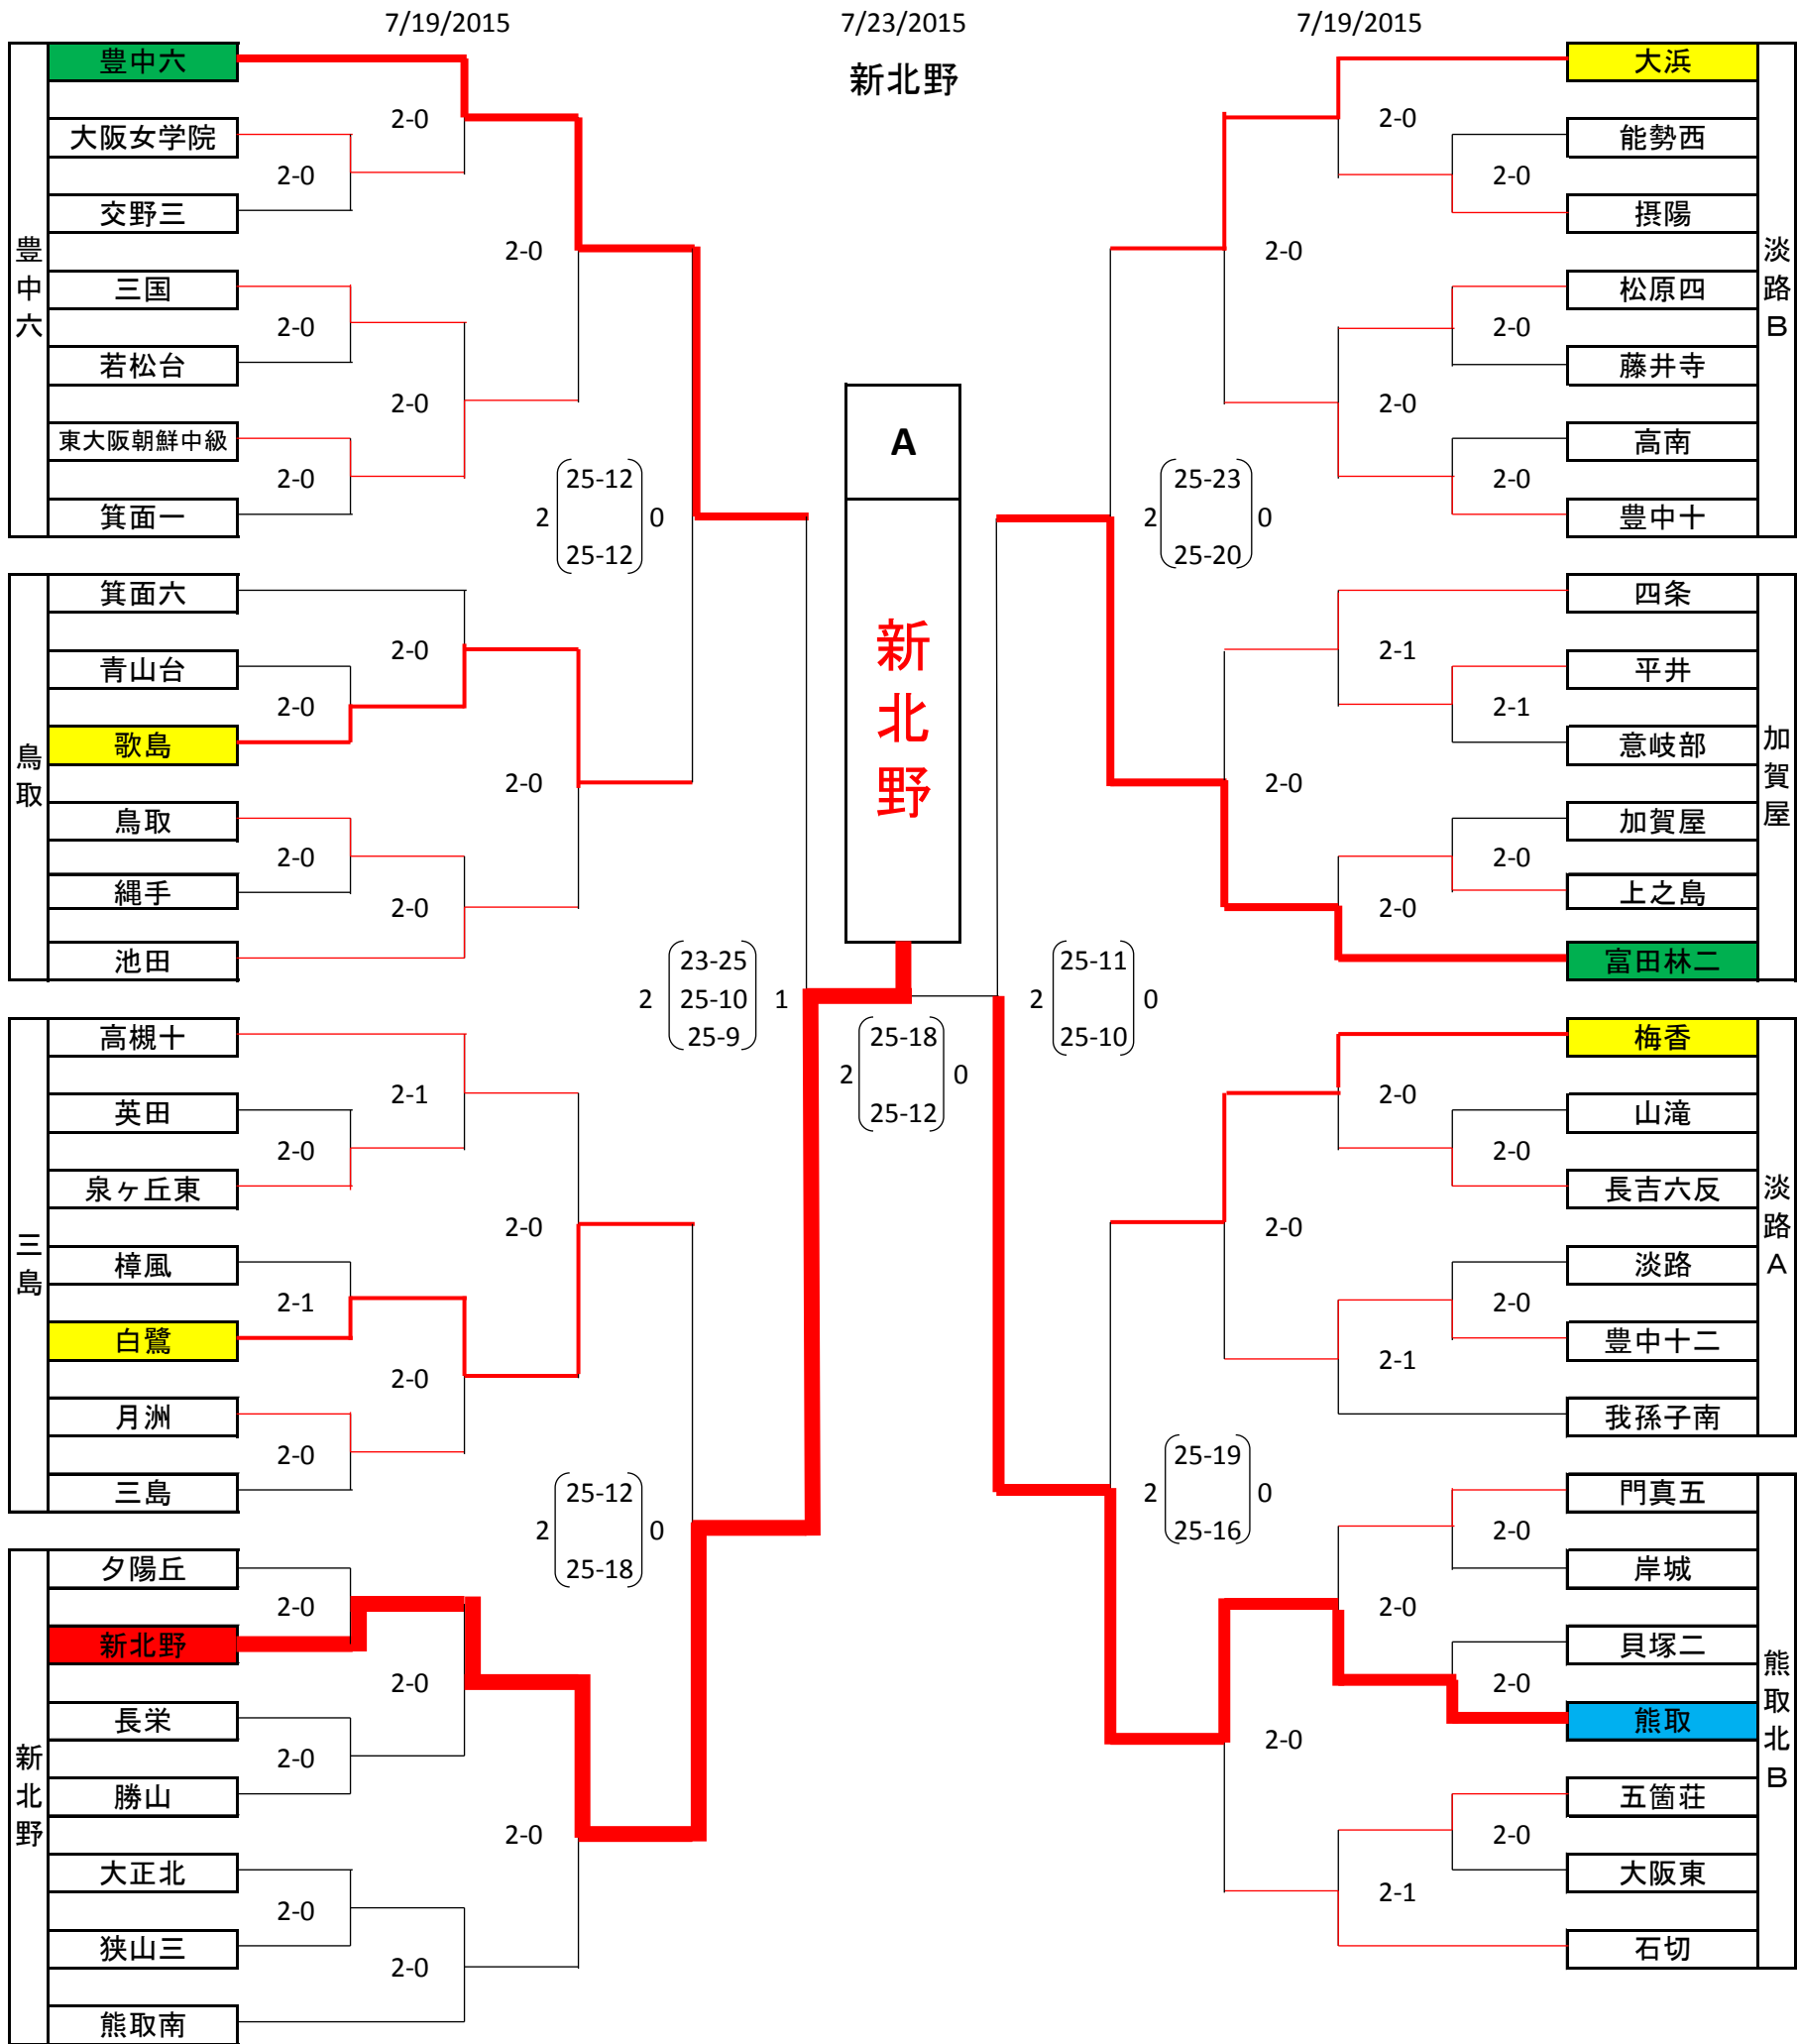 7/19/2015
7/23/2015
7/19/2015
新北野
豊中六
豊中六
大阪女学院
交野三
三国
若松台
東大阪朝鮮中級
箕面一
2-0
2-0
2-0
2-0
2-0
2-0
鳥取
箕面六
青山台
歌島
鳥取
縄手
池田
2-0
2-0
2-0
2-0
2-0
2
25-12
25-12
0
三島
高槻十
英田
泉ヶ丘東
樟風
白鷺
月洲
三島
2-1
2-0
2-0
2-1
2-0
2-0
新北野
夕陽丘
新北野
長栄
勝山
大正北
狭山三
熊取南
2-0
2-0
2-0
2-0
2-0
2-0
2
25-12
25-18
0
2
23-25
25-10
25-9
1
A
新北野
2
25-18
25-12
0
2
25-11
25-10
0
淡路B
大浜
能勢西
摂陽
松原四
藤井寺
高南
豊中十
2-0
2-0
2-0
2-0
2-0
2-0
2
25-23
25-20
0
加賀屋
四条
平井
意岐部
加賀屋
上之島
富田林二
2-1
2-1
2-0
2-0
2-0
淡路A
梅香
山滝
長吉六反
淡路
豊中十二
我孫子南
2-0
2-0
2-0
2-0
2-1
2
25-19
25-16
0
熊取北B
門真五
岸城
貝塚二
熊取
五箇荘
大阪東
石切
2-0
2-0
2-0
2-0
2-0
2-1